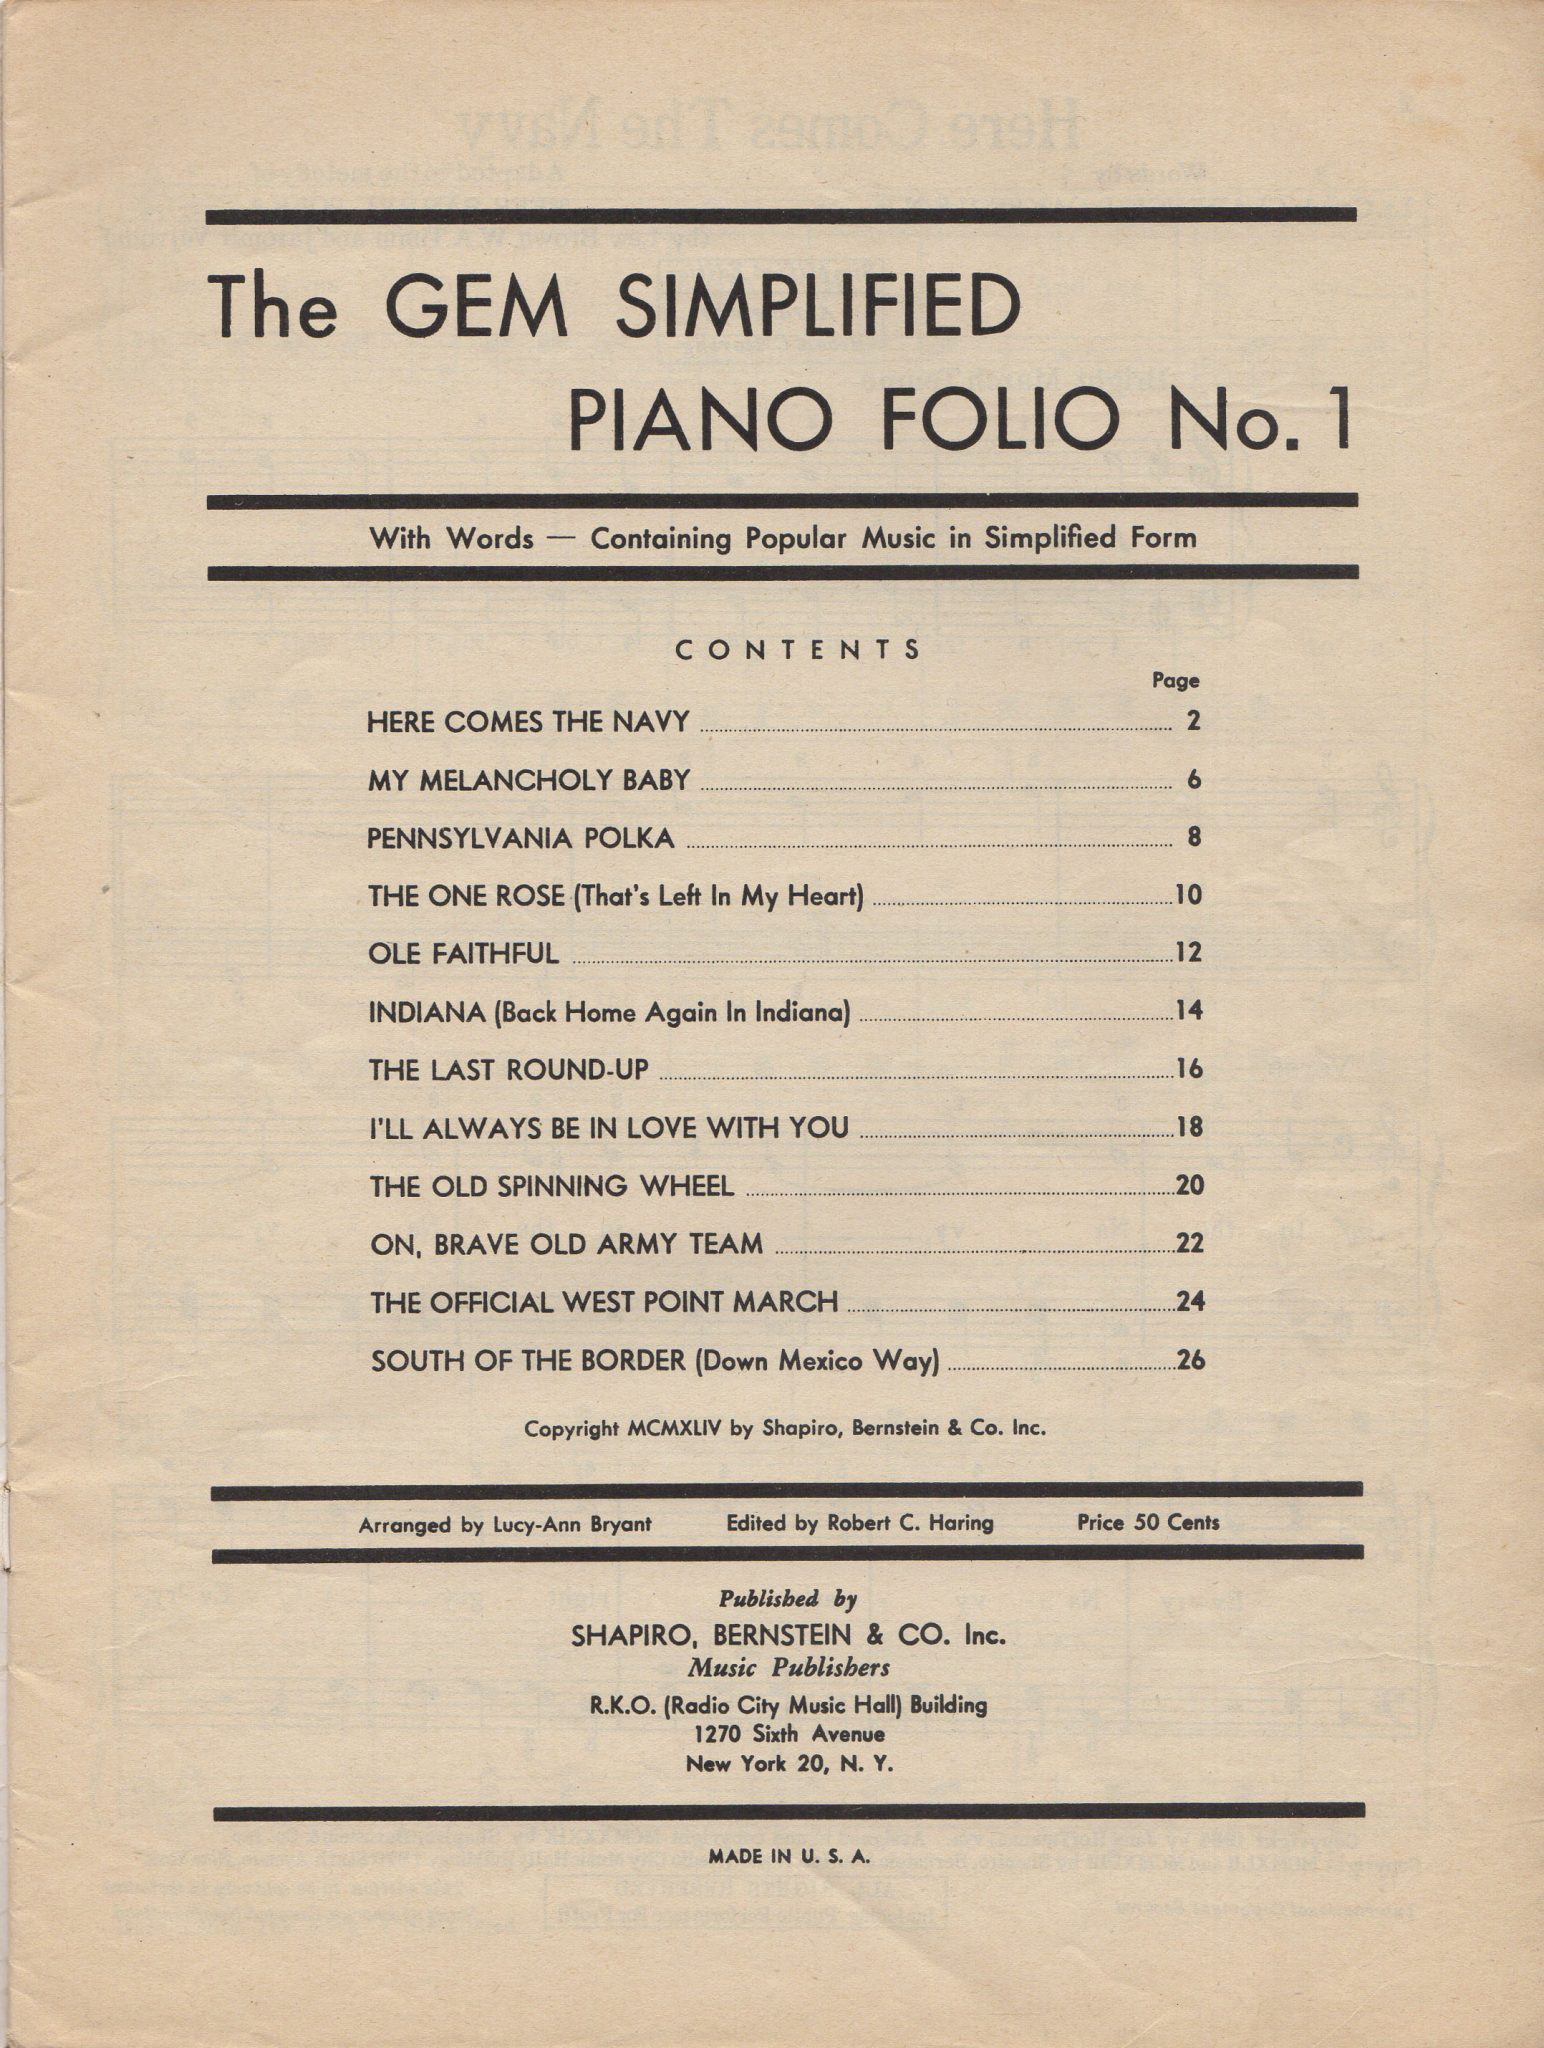 The GEM SIMPLIFIED
PIANO FOLIO No. 1
With Words — Containing Popular Music in Simplified Form
CONTENTS
Page
HERE COMES THE NAVY 2
MY MELANCHOLY BABY 6
PENNSYLVANIA POLKA 8
THE ONE ROSE (That's Left In My Heart) 10
OLE FAITHFUL 12
INDIANA (Back Home Again In Indiana) 14
THE LAST ROUND-UP 16
I'LL ALWAYS BE IN LOVE WITH YOU 18
THE OLD SPINNING WHEEL 20
ON, BRAVE OLD ARMY TEAM 22
THE OFFICIAL WEST POINT MARCH 24
SOUTH OF THE BORDER (Down Mexico Way) 26
Copyright MCMXLIV by Shapiro, Bernstein & Co. Inc.
Arranged by Lucy-Ann Bryant Edited by Robert C. Haring Price 50 Cents
Published by
SHAPIRO, BERNSTEIN & CO. Inc.
Music Publishers
R.K.O. (Radio City Music Hall) Building
1270 Sixth Avenue
New York 20, N. Y.
MADE IN U. S. A.